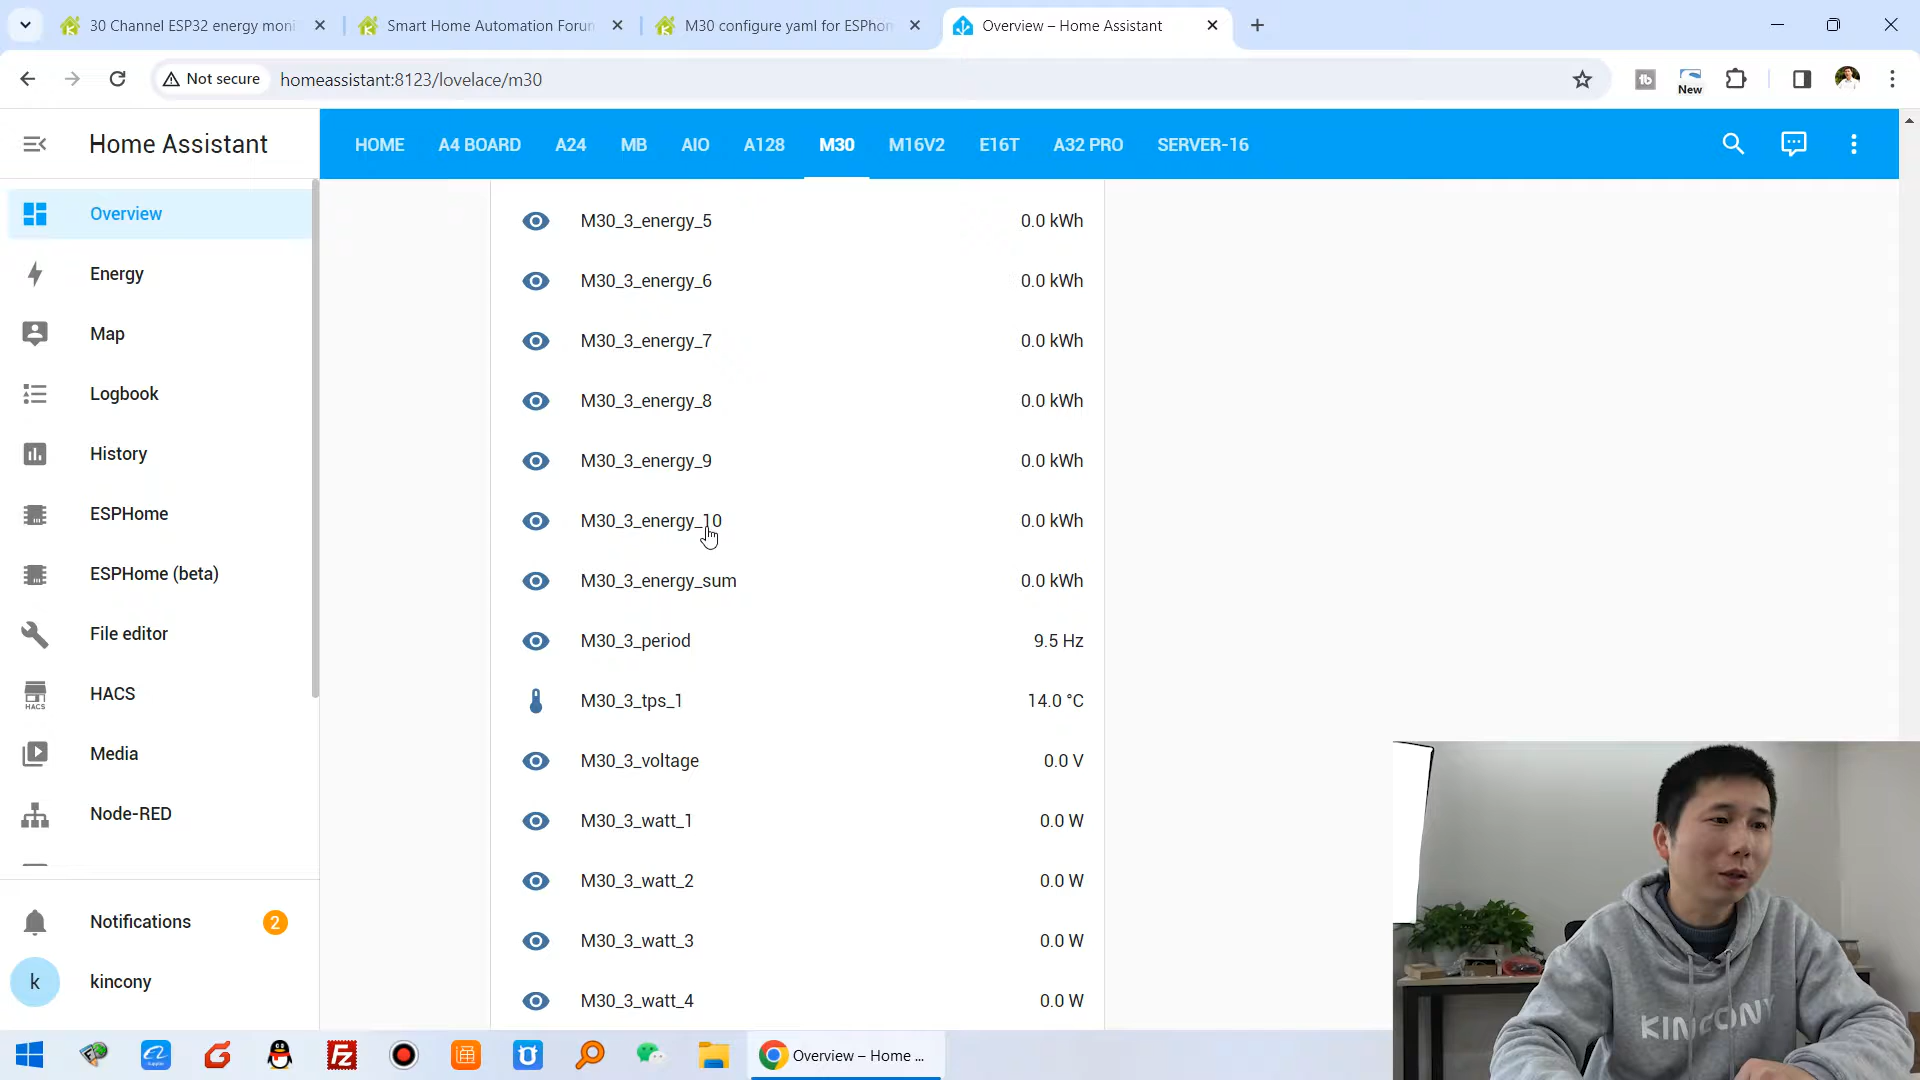 30 Channel ESP32 energy moni
Smart Home Automation Forun
M30 configure yaml for ESPhom
Overview – Home Assistant
Not secure
homeassistant:8123/lovelace/m30
New
Home Assistant
HOME
A4 BOARD
A24
MB
AIO
A128
M30
M16V2
E16T
A32 PRO
SERVER-16
Overview
Energy
Map
Logbook
History
ESPHome
ESPHome (beta)
File editor
HACS
HACS
Media
Node-RED
Notifications
2
k
kincony
M30_3_energy_5 0.0 kWh
M30_3_energy_6 0.0 kWh
M30_3_energy_7 0.0 kWh
M30_3_energy_8 0.0 kWh
M30_3_energy_9 0.0 kWh
M30_3_energy_10 0.0 kWh
M30_3_energy_sum 0.0 kWh
M30_3_period 9.5 Hz
M30_3_tps_1 14.0 °C
M30_3_voltage 0.0 V
M30_3_watt_1 0.0 W
M30_3_watt_2 0.0 W
M30_3_watt_3 0.0 W
M30_3_watt_4 0.0 W
KINCONY
Overview – Home ...